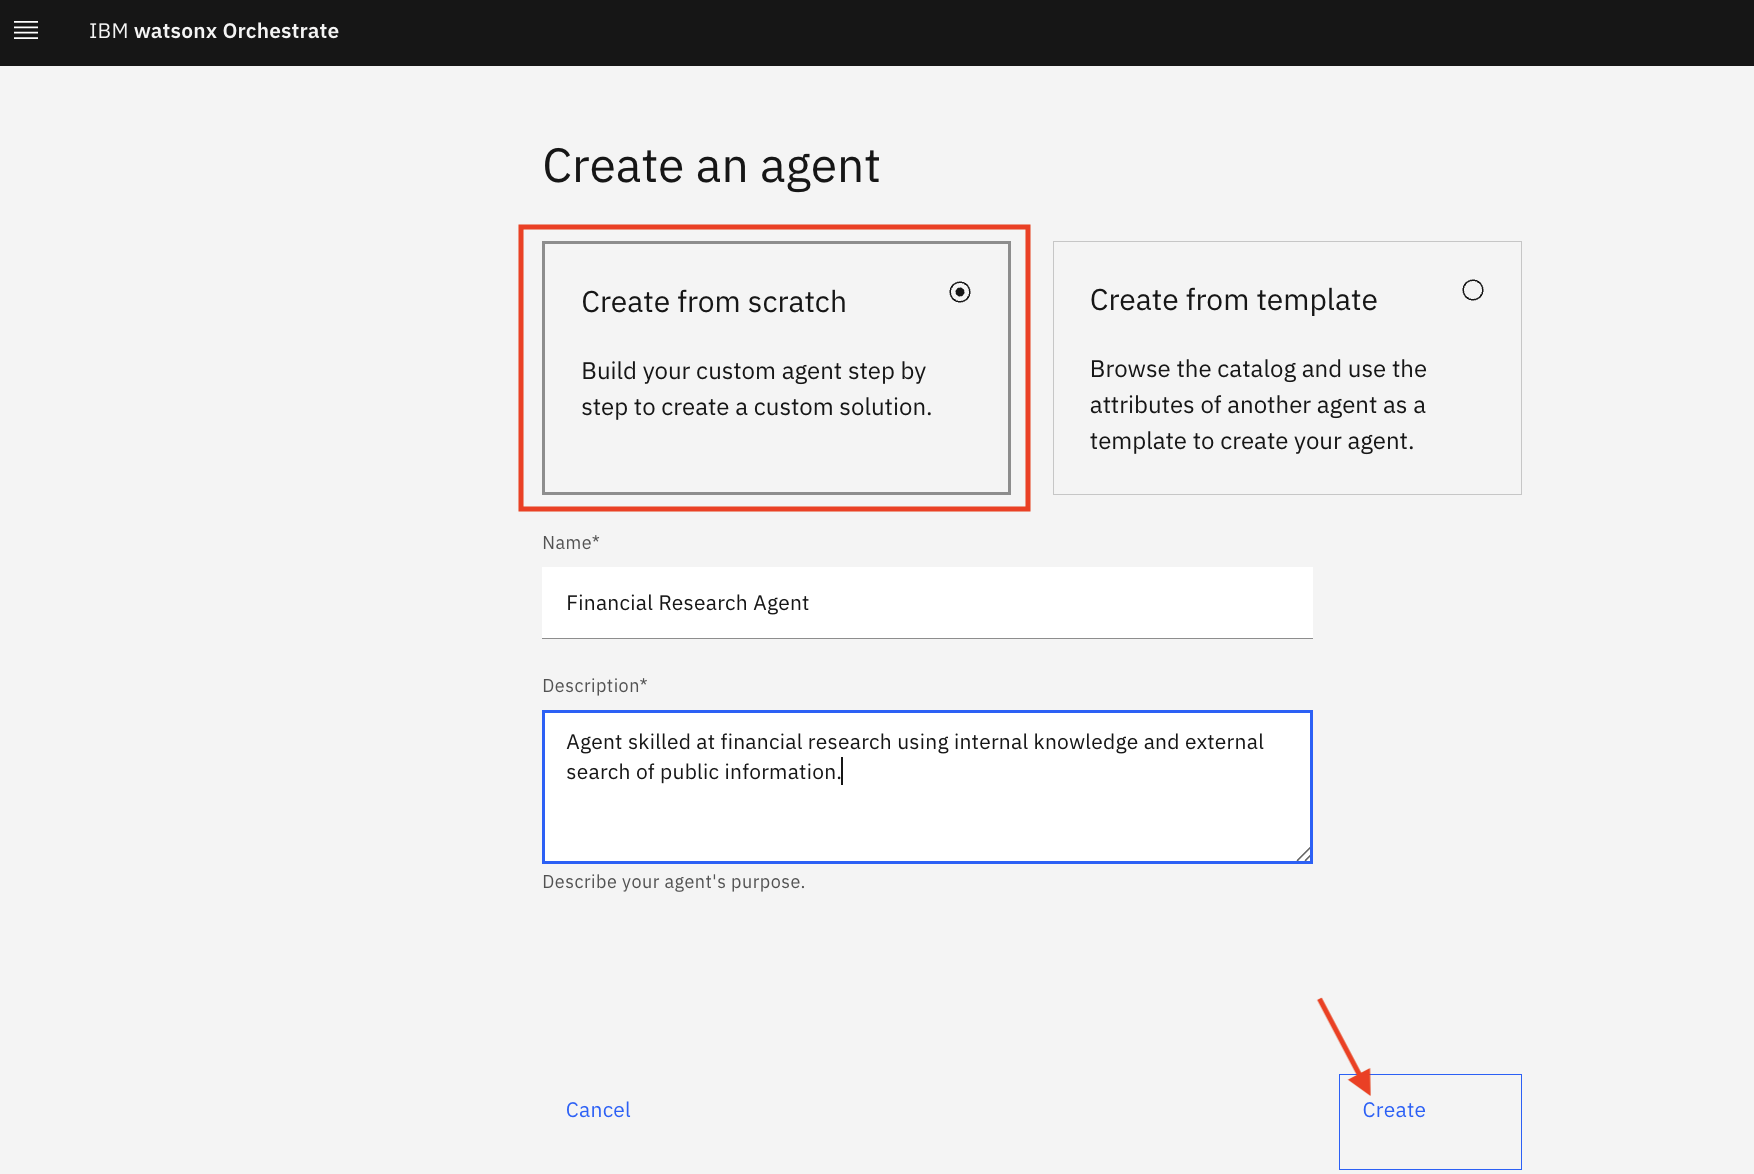 IBM watsonx Orchestrate
Create an agent
Create from scratch
Build your custom agent step by
step to create a custom solution.
Create from template
Browse the catalog and use the
attributes of another agent as a
template to create your agent.
Name*
Financial Research Agent
Description*
Agent skilled at financial research using internal knowledge and external
search of public information.
Describe your agent's purpose.
Cancel
Create